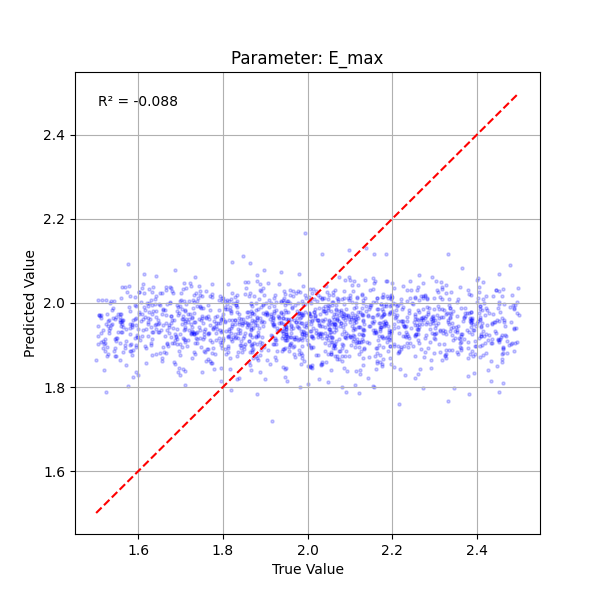 Parameter: E_max
R² = -0.088
2.4
2.2
2.0
1.8
1.6
Predicted Value
1.6 1.8 2.0 2.2 2.4
True Value